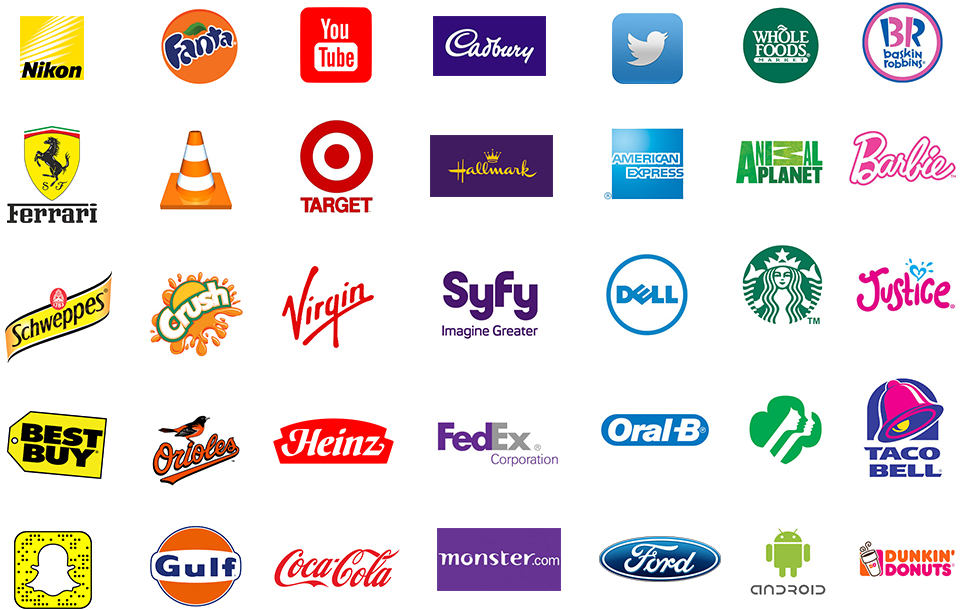 Nikon
Fanta
You
Tube
Cadbury
WHOLE
FOODS®
MARKET
BR
baskin
robbins®
S F
Ferrari
TARGET
Hallmark
AMERICAN
EXPRESS
®
ANIMAL
PLANET
Barbie
Schweppes
Crush
Virgin
Syfy
Imagine Greater
DELL
TM
Justice®
BEST
BUY
Orioles
Heinz
FedEx®
Corporation
Oral-B®
TACO
BELL®
Gulf
Coca-Cola
monster.com
Ford
ANDROID
DD
DUNKIN'
DONUTS